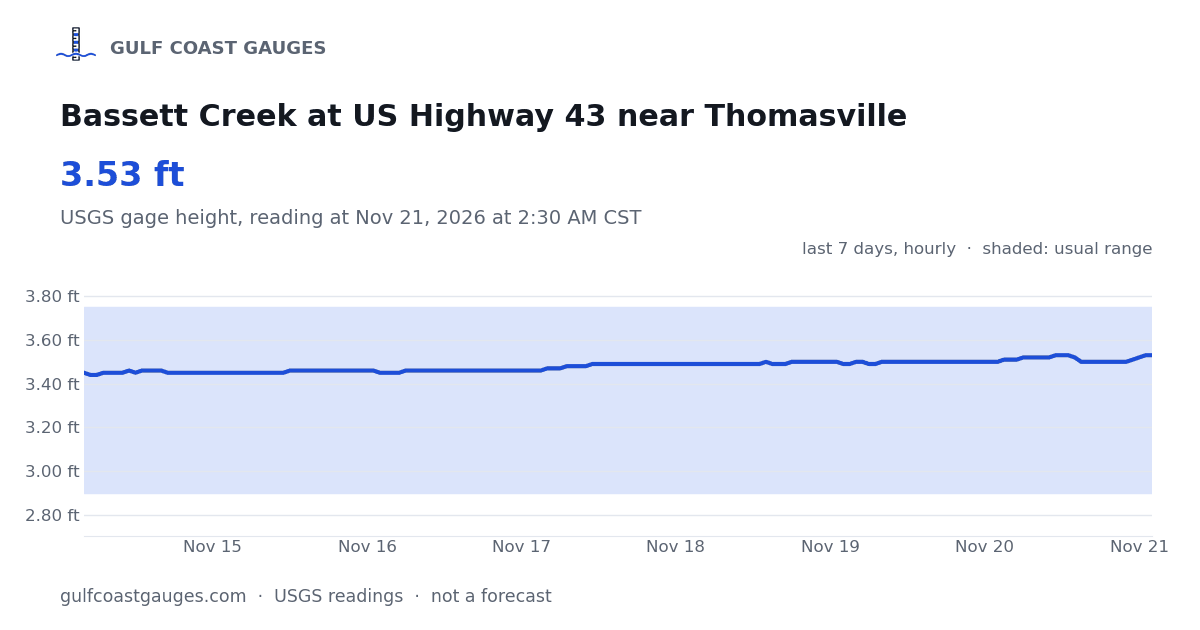 GULF COAST GAUGES
Bassett Creek at US Highway 43 near Thomasville
3.53 ft
USGS gage height, reading at Nov 21, 2026 at 2:30 AM CST
last 7 days, hourly · shaded: usual range
3.80 ft
3.60 ft
3.40 ft
3.20 ft
3.00 ft
2.80 ft
Nov 15 Nov 16 Nov 17 Nov 18 Nov 19 Nov 20 Nov 21
gulfcoastgauges.com · USGS readings · not a forecast